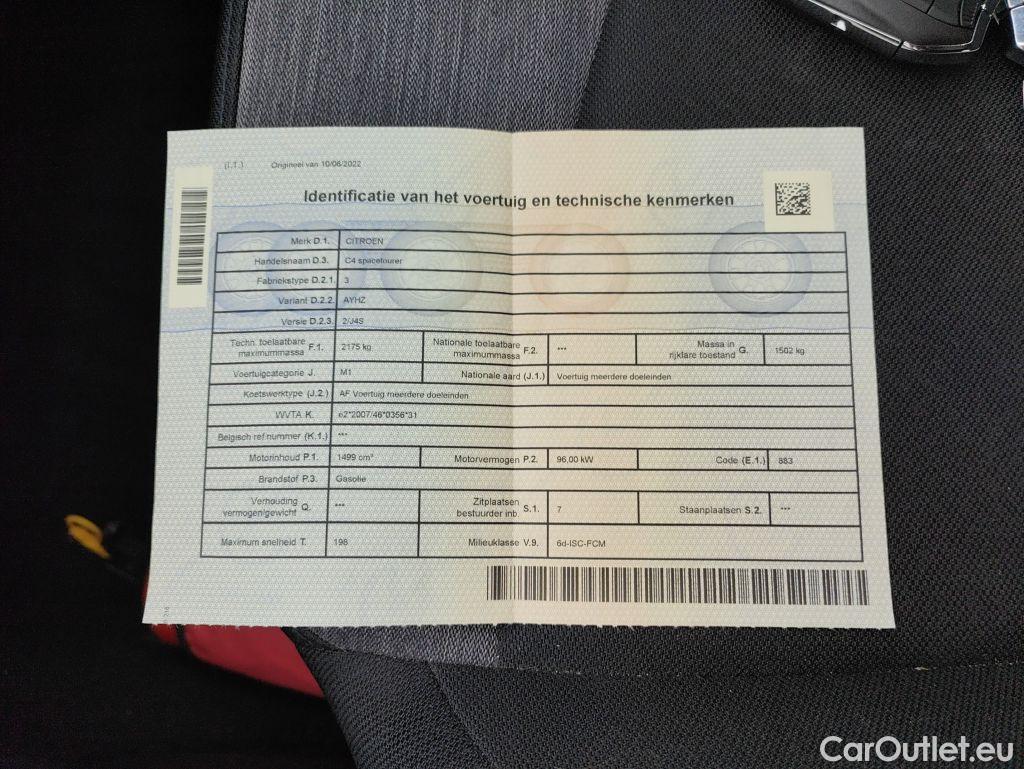 (I.T.) Origineel van 10/06/2022
Identificatie van het voertuig en technische kenmerken
Merk D.1. CITROEN
Handelsnaam D.3. C4 spacetourer
Fabriekstype D.2.1. 3
Variant D.2.2. AYHZ
Versie D.2.3. 2/J4S
Techn. toelaatbare maximummassa F.1. 2175 kg Nationale toelaatbare maximummassa F.2. *** Massa in rijklare toestand G. 1502 kg
Voertuigcategorie J. M1 Nationale aard (J.1.) Voertuig meerdere doeleinden
Koetswerktype (J.2.) AF Voertuig meerdere doeleinden
WVTA K. e2*2007/46*0356*31
Belgisch ref nummer (K.1.) ***
Motorinhoud P.1. 1499 cm³ Motorvermogen P.2. 96,00 kW Code (E.1.) 883
Brandstof P.3. Gasolie
Verhouding vermogen/gewicht Q. *** Zitplaatsen bestuurder inb. S.1. 7 Staanplaatsen S.2. ***
Maximum snelheid T. 198 Milieuklasse V.9. 6d-ISC-FCM
CarOutlet.eu